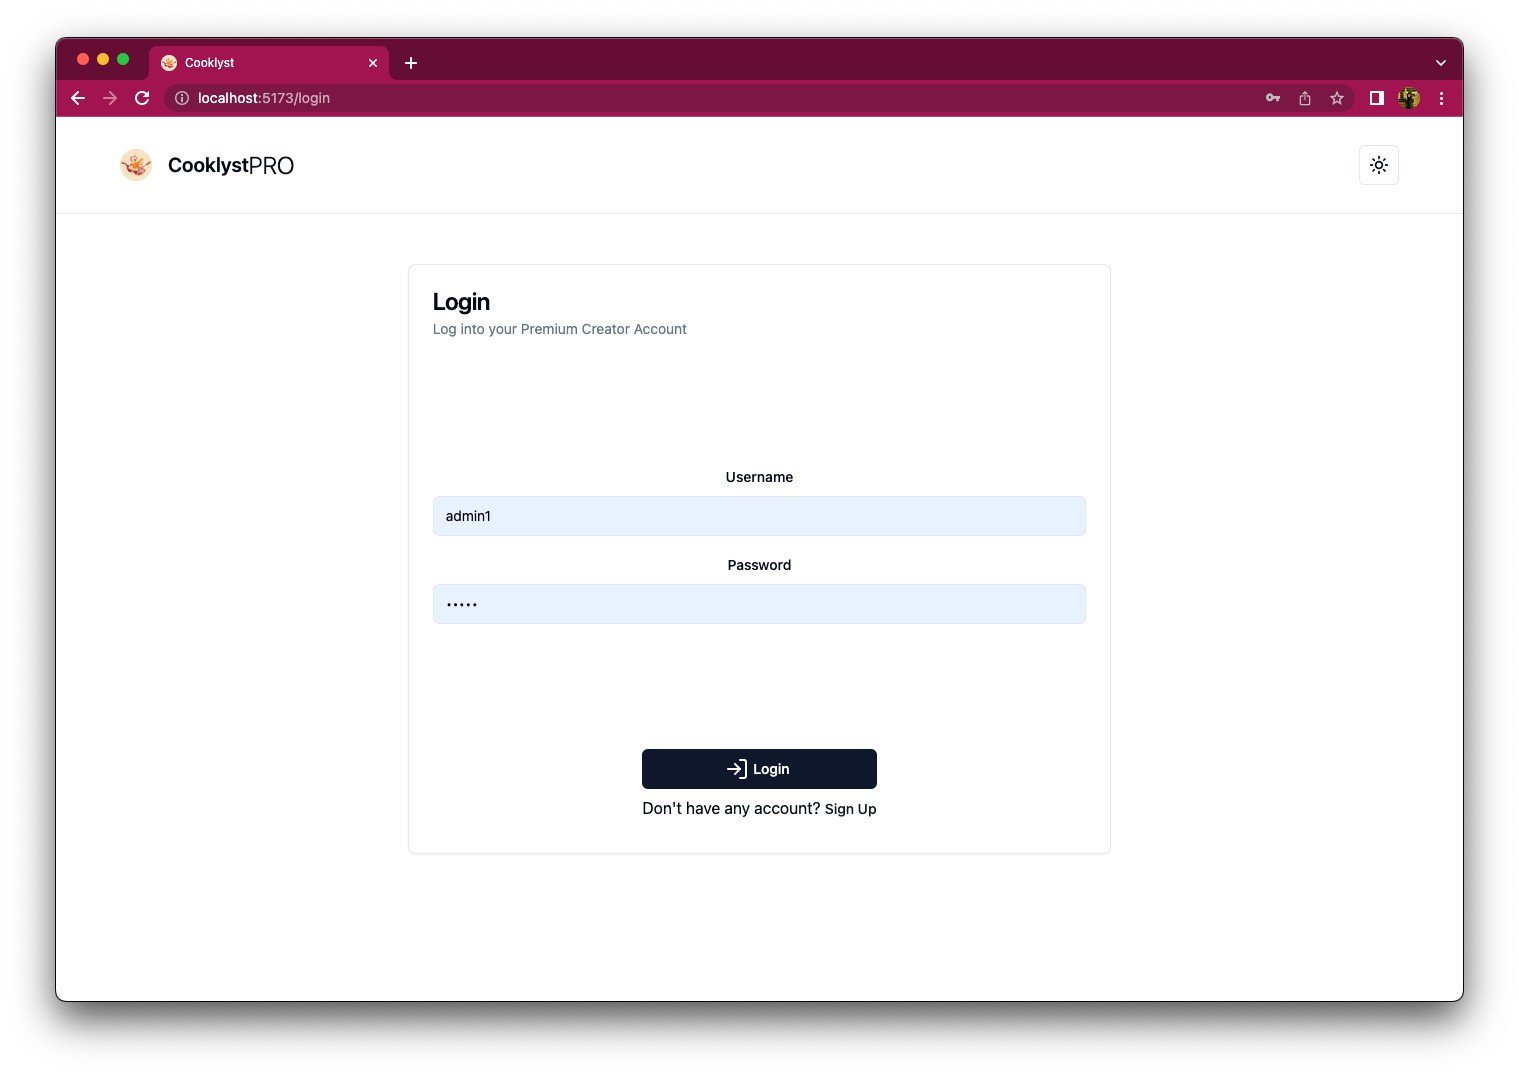 Cooklyst
localhost:5173/login
CooklystPRO
Login
Log into your Premium Creator Account
Username
admin1
Password
•••••
Login
Don't have any account? Sign Up